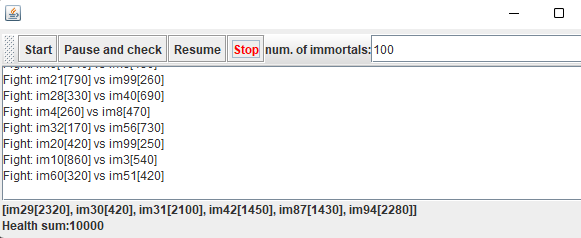 Start Pause and check Resume Stop num. of immortals: 100
Fight: im21[790] vs im99[260]
Fight: im28[330] vs im40[690]
Fight: im4[260] vs im8[470]
Fight: im32[170] vs im56[730]
Fight: im20[420] vs im99[250]
Fight: im10[860] vs im3[540]
Fight: im60[320] vs im51[420]
[im29[2320], im30[420], im31[2100], im42[1450], im87[1430], im94[2280]]
Health sum:10000